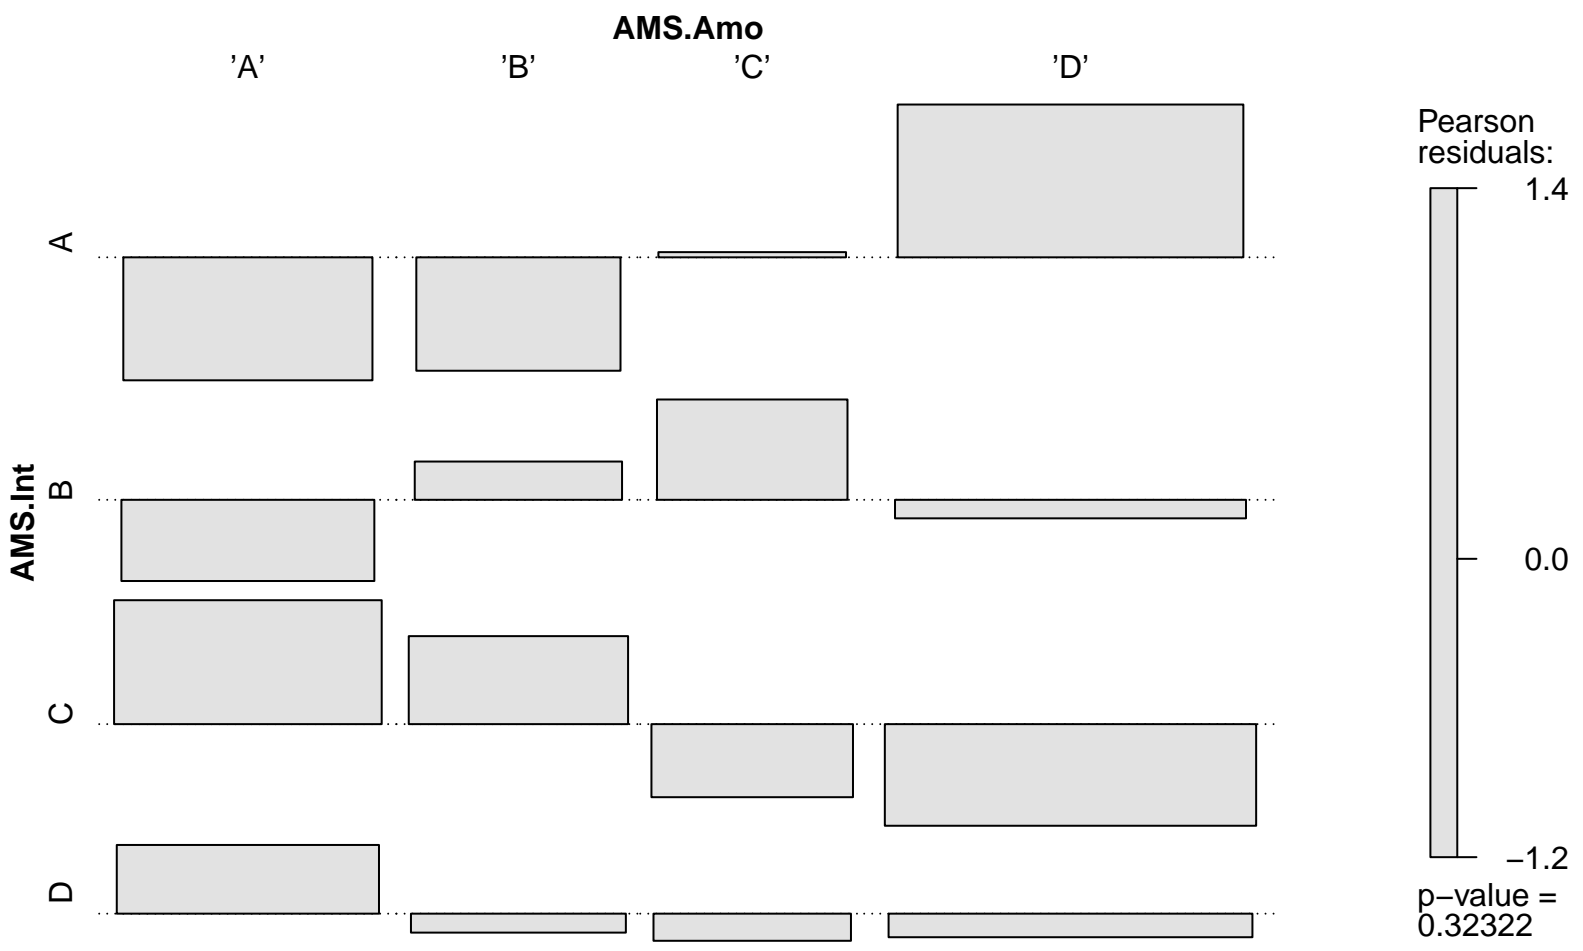 AMS.Amo
’A’ ’B’ ’C’ ’D’
AMS.Int
A
B
C
D
Pearson
residuals:
1.4
0.0
−1.2
p−value =
0.32322